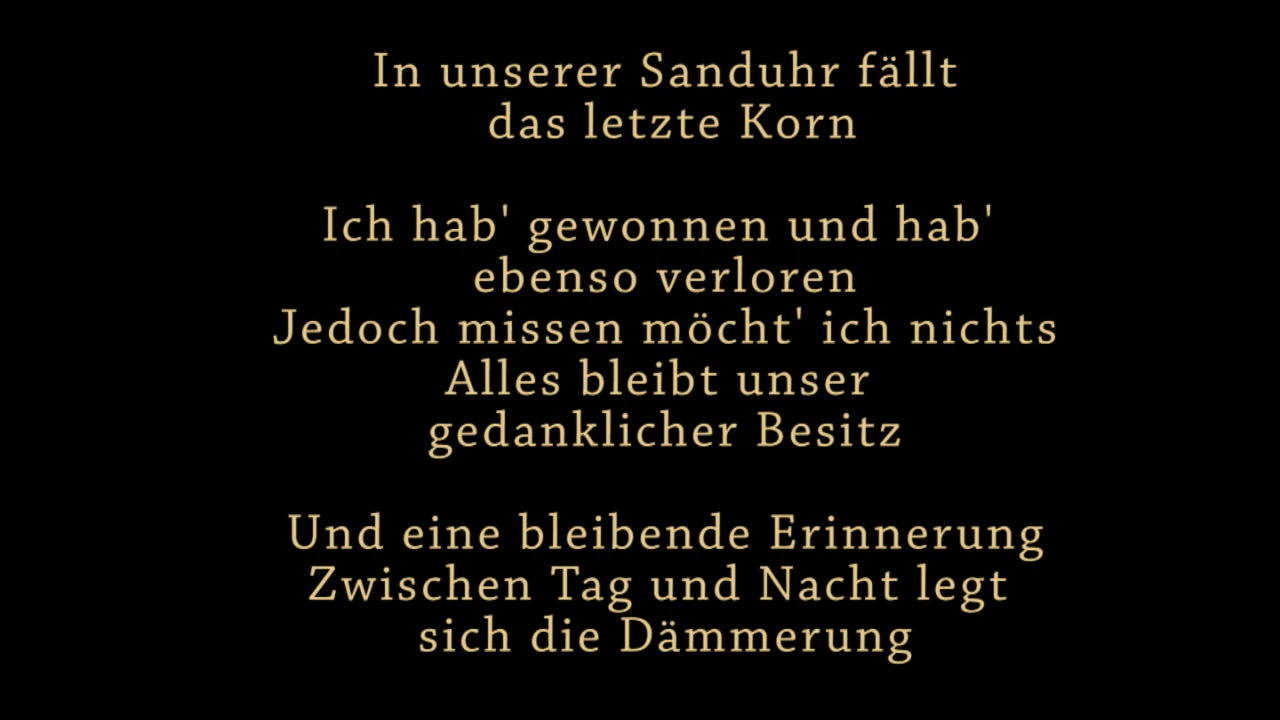 In unserer Sanduhr fällt
das letzte Korn
Ich hab' gewonnen und hab'
ebenso verloren
Jedoch missen möcht' ich nichts
Alles bleibt unser
gedanklicher Besitz
Und eine bleibende Erinnerung
Zwischen Tag und Nacht legt
sich die Dämmerung